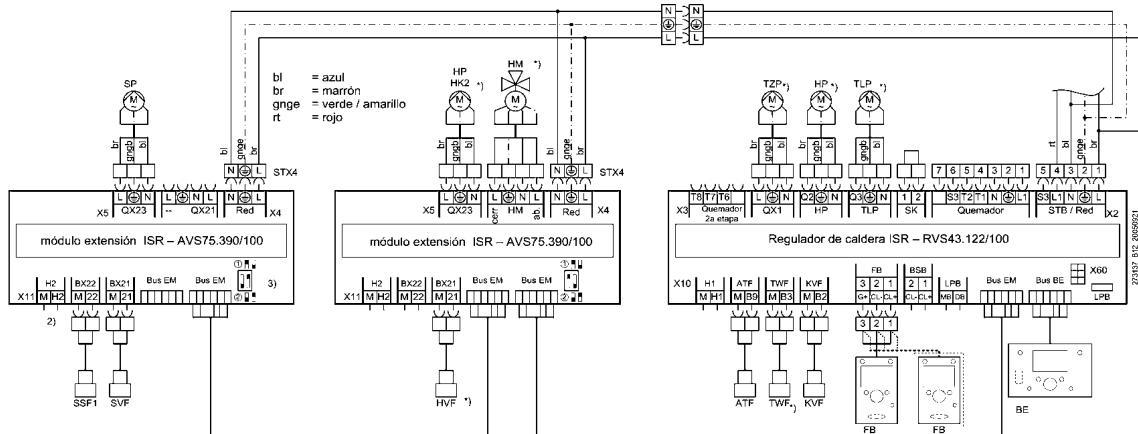 N N
L L
SP
bl = azul
br = marrón
gnge = verde / amarillo
rt = rojo
HP HK2 *)
HM *)
TZP *)
HP *)
TLP *)
M M M M M M
bl gnge br
bl gnge br
rt bl gnge br
br gngb bl
br gngb bl
br gngb bl
br gngb bl
br gngb bl
N L STX4
N L STX4
7 6 5 4 3 2 1
5 4 3 2 1
L N L N L N L
X5 QX23 -- QX21 Red X4
L N N L
X5 QX23 cerr. HM ab. Red X4
T8 T7 T6 L N Q2 N Q3 N 1 2 S3 T2 T1 N L1 S3 L1 N L
X3 Quemador 2a etapa QX1 HP TLP SK Quemador STB / Red X2
módulo extensión ISR – AVS75.390/100
módulo extensión ISR – AVS75.390/100
Regulador de caldera ISR – RVS43.122/100
H2 BX22 BX21 Bus EM Bus EM 1 2 3)
X11 M H2 M 22 M 21
H2 BX22 BX21 Bus EM Bus EM 1 2
X11 M H2 M 22 M 21
H1 ATF TWF KVF FB BSB LPB Bus EM Bus BE X60
3 2 1 2 1
X10 M H1 M B9 M B3 M B2 G+ CL- CL+ CL- CL+ MB DB LPB
273137_B12_20050921
2)
3 2 1
SSF1 SVF
HVF *)
ATF TWF *) KVF
FB FB
BE